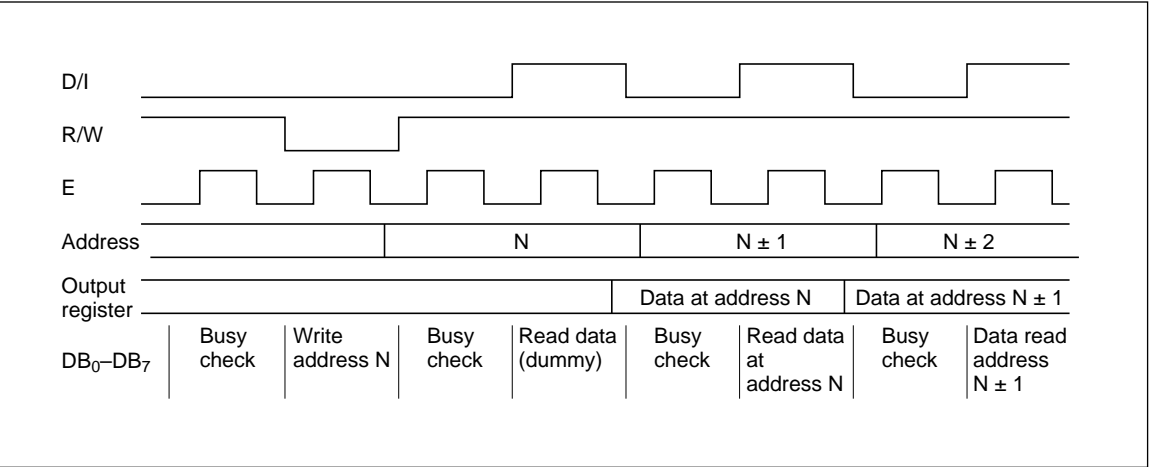 D/I
R/W
E
Address
N
N ± 1
N ± 2
Output
register
Data at address N
Data at address N ± 1
DB₀–DB₇
Busy
check
Write
address N
Busy
check
Read data
(dummy)
Busy
check
Read data
at
address N
Busy
check
Data read
address
N ± 1